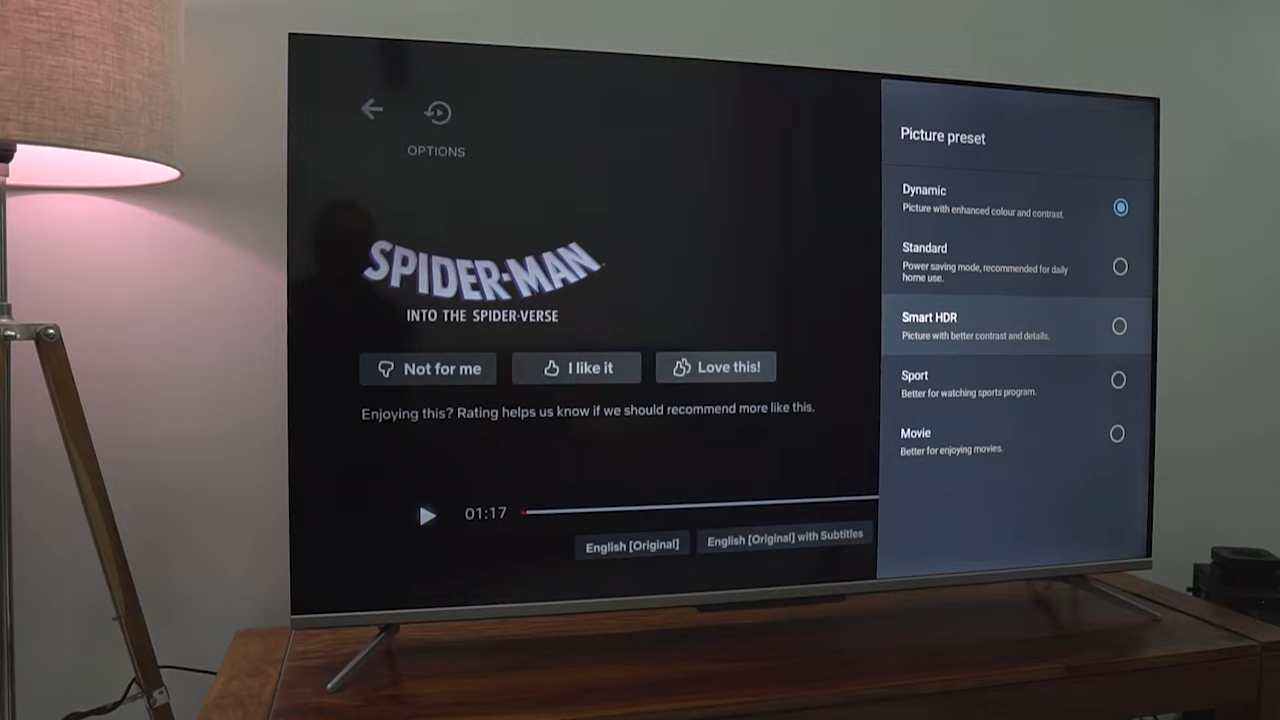 OPTIONS
SPIDER-MAN
INTO THE SPIDER-VERSE
Not for me
I like it
Love this!
Enjoying this? Rating helps us know if we should recommend more like this.
01:17
English [Original]
English [Original] with Subtitles
Picture preset
Dynamic
Picture with enhanced colour and contrast.
Standard
Power saving mode, recommended for daily
home use.
Smart HDR
Picture with better contrast and details.
Sport
Better for watching sports program.
Movie
Better for enjoying movies.